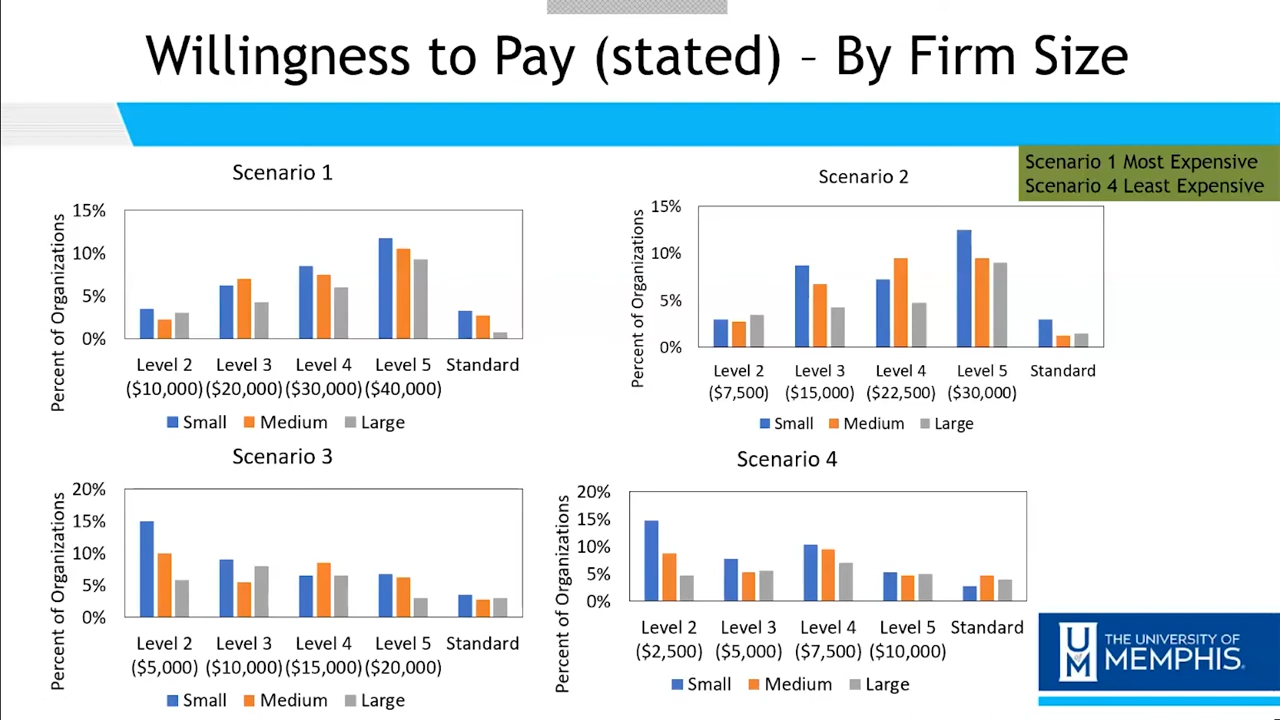 Willingness to Pay (stated) – By Firm Size
Scenario 1 Most Expensive
Scenario 4 Least Expensive
Scenario 1
Percent of Organizations
15%
10%
5%
0%
Level 2 Level 3 Level 4 Level 5 Standard
($10,000) ($20,000) ($30,000) ($40,000)
Small Medium Large
Scenario 2
Percent of Organizations
15%
10%
5%
0%
Level 2 Level 3 Level 4 Level 5 Standard
($7,500) ($15,000) ($22,500) ($30,000)
Small Medium Large
Scenario 3
Percent of Organizations
20%
15%
10%
5%
0%
Level 2 Level 3 Level 4 Level 5 Standard
($5,000) ($10,000) ($15,000) ($20,000)
Small Medium Large
Scenario 4
Percent of Organizations
20%
15%
10%
5%
0%
Level 2 Level 3 Level 4 Level 5 Standard
($2,500) ($5,000) ($7,500) ($10,000)
Small Medium Large
UofM
THE UNIVERSITY OF
MEMPHIS.